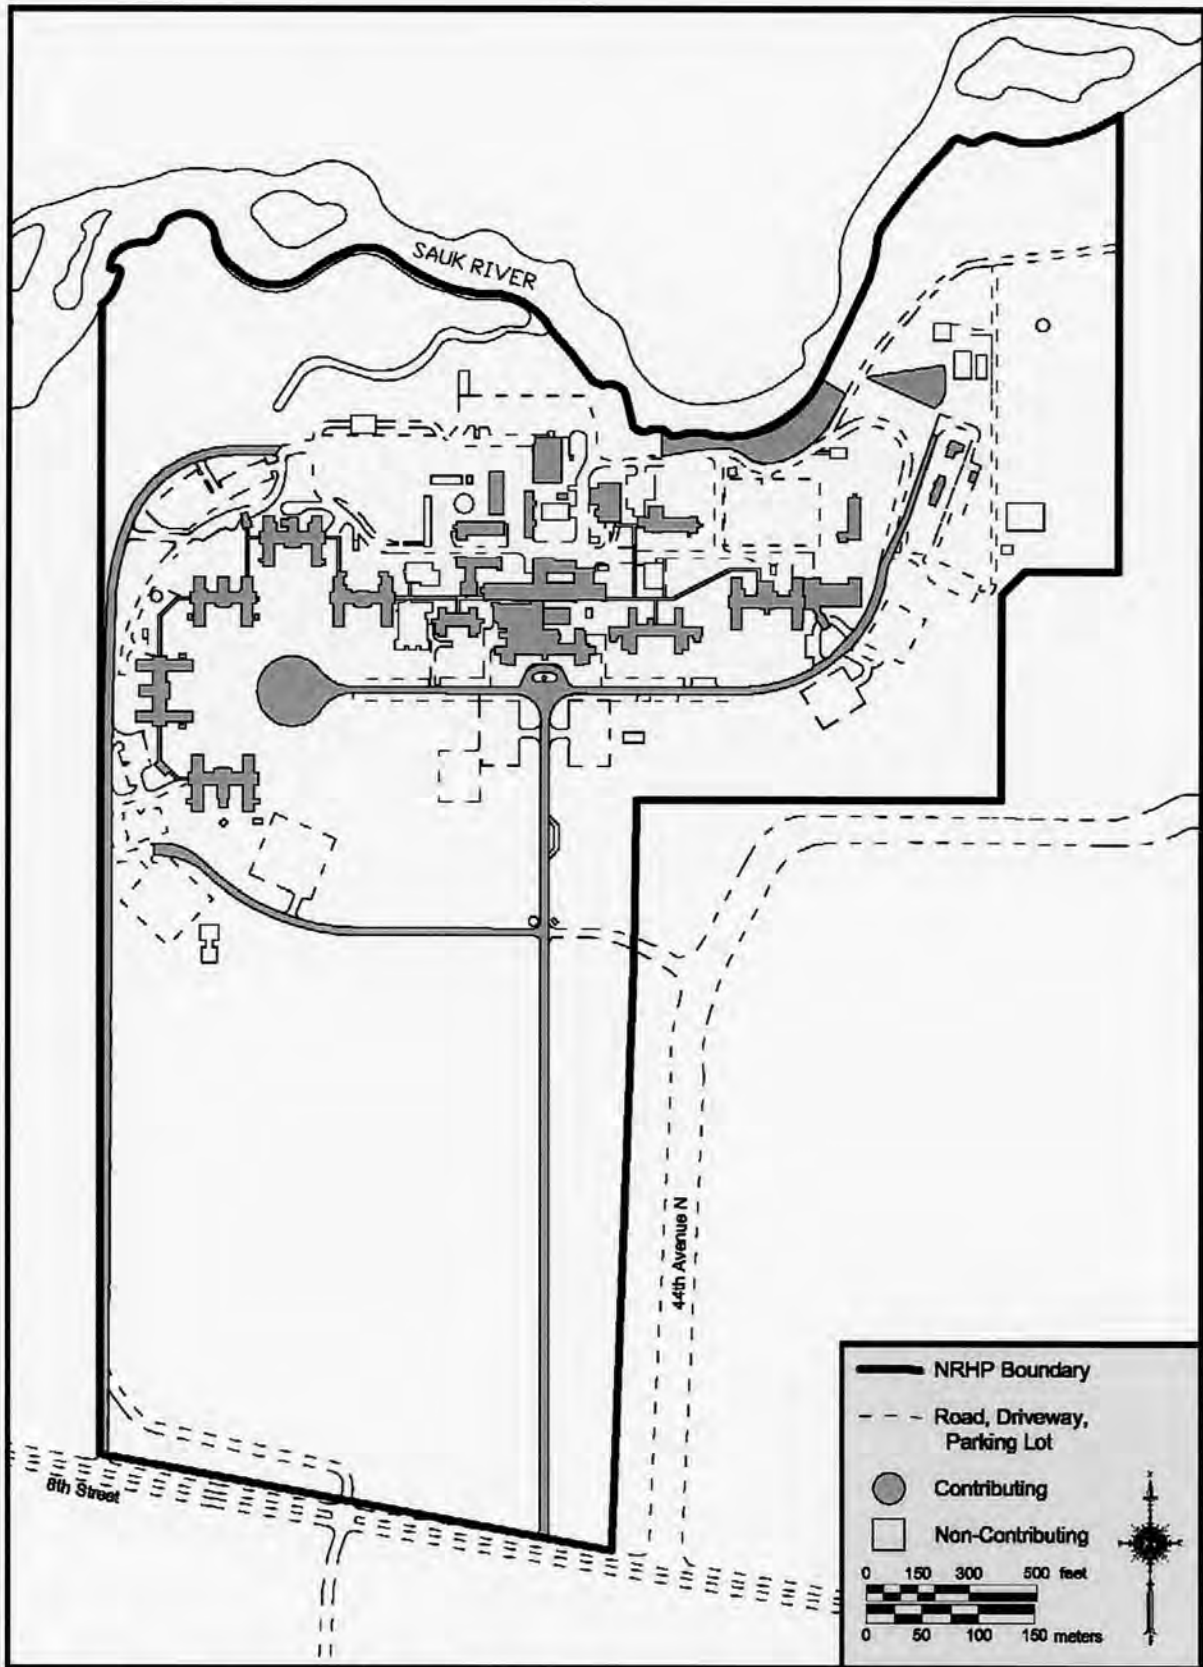 SAUK RIVER
44th Avenue N
8th Street
NRHP Boundary
Road, Driveway,
Parking Lot
Contributing
Non-Contributing
0 150 300 500 feet
0 50 100 150 meters